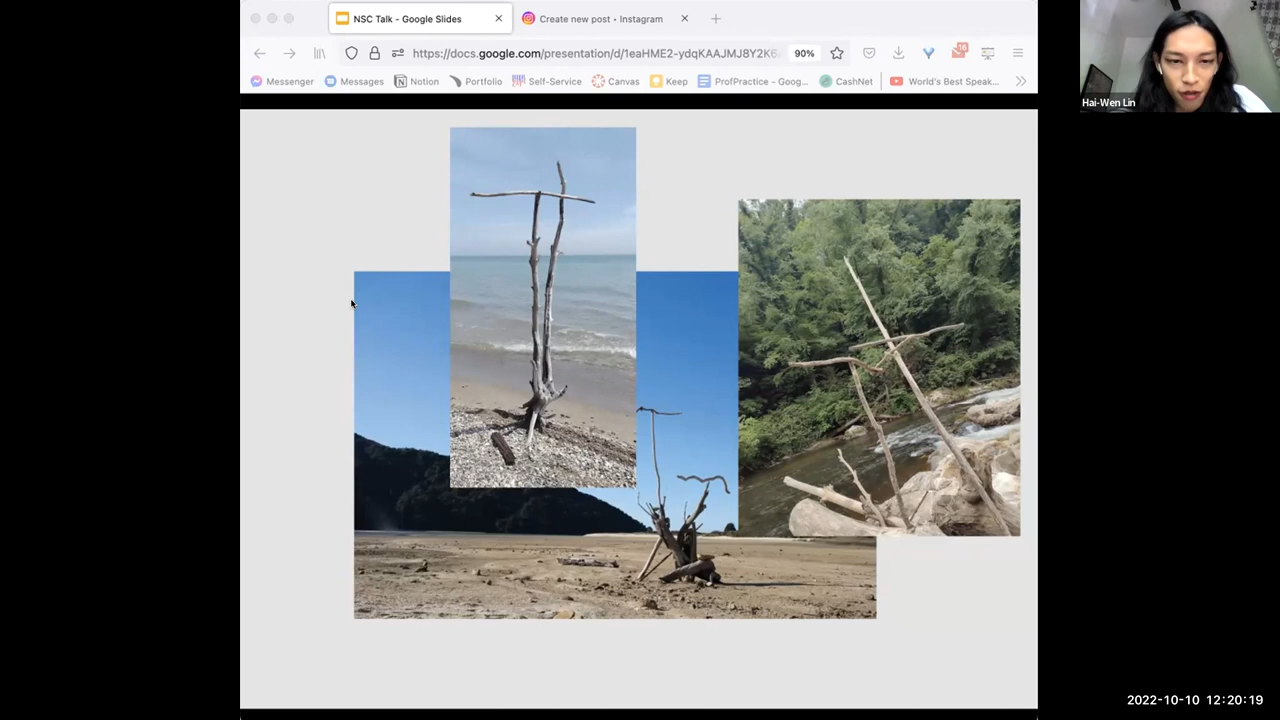 NSC Talk - Google Slides
Create new post • Instagram
https://docs.google.com/presentation/d/1eaHME2-ydqKAAJMJ8Y2K6
90%
16
Messenger
Messages
Notion
Portfolio
Self-Service
Canvas
Keep
ProfPractice - Goog...
CashNet
World's Best Speak...
Hai-Wen Lin
2022-10-10 12:20:19